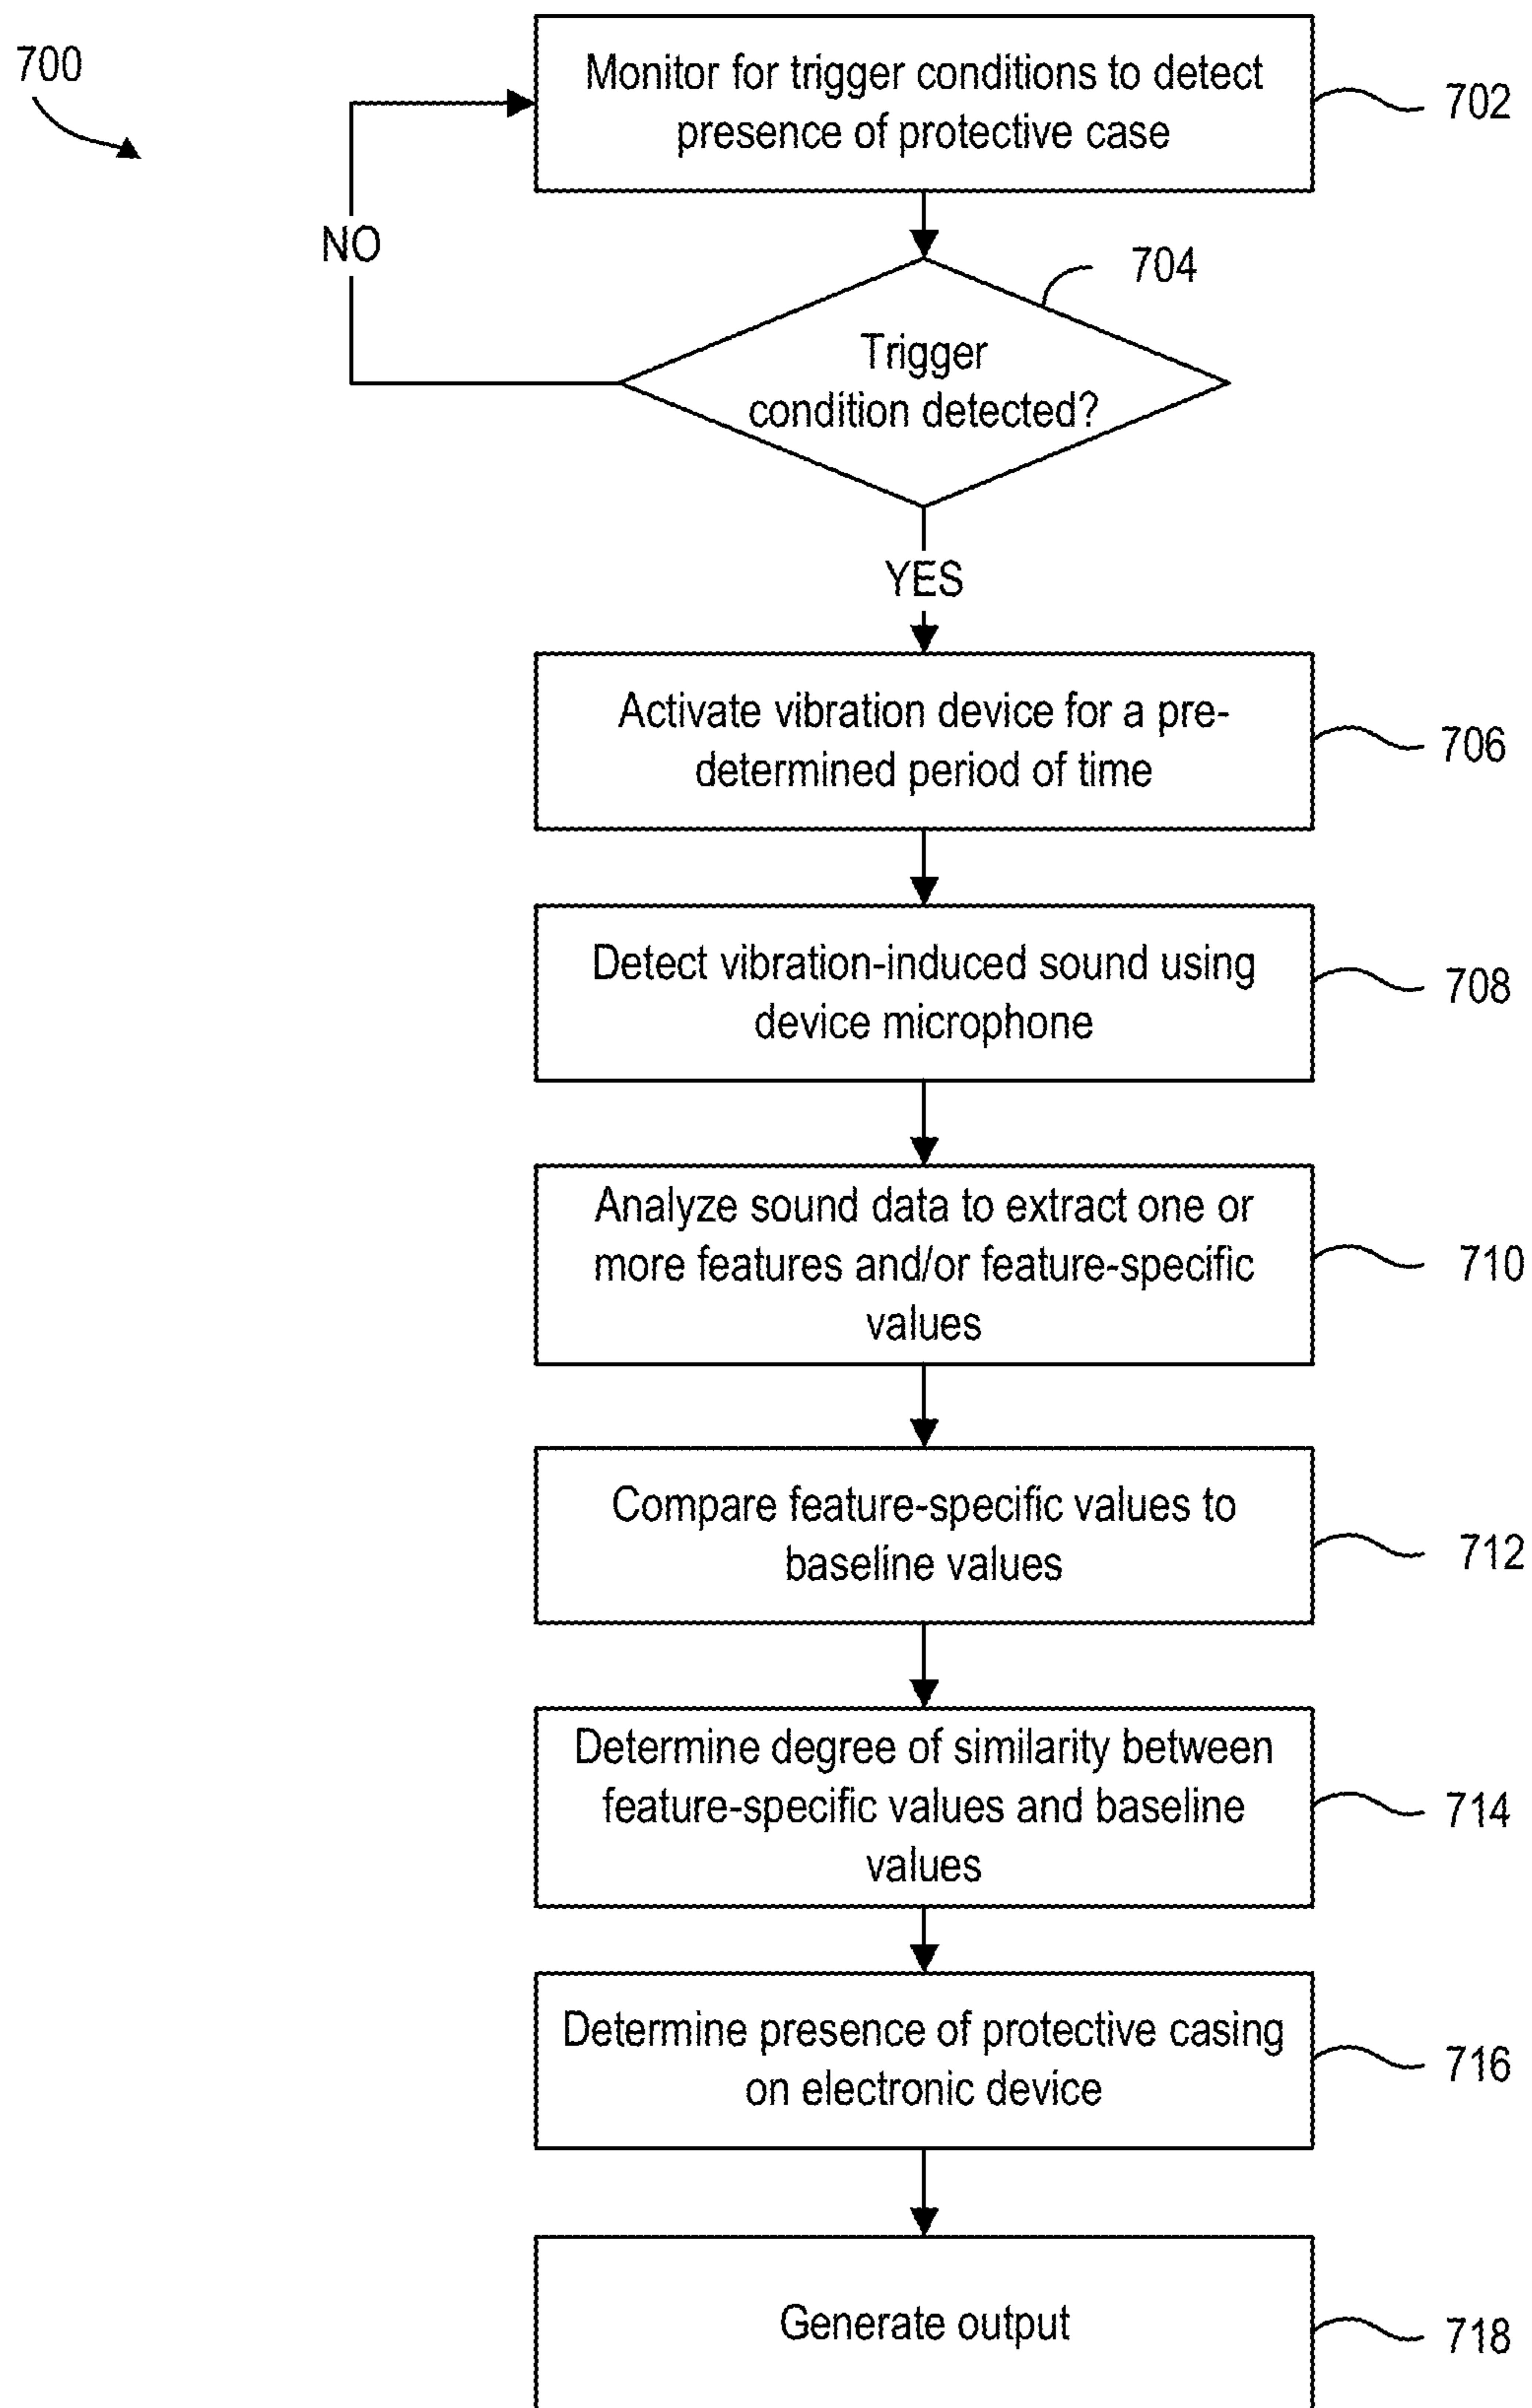 700
Monitor for trigger conditions to detect
presence of protective case
702
NO
704
Trigger
condition detected?
YES
Activate vibration device for a pre-
determined period of time
706
Detect vibration-induced sound using
device microphone
708
Analyze sound data to extract one or
more features and/or feature-specific
values
710
Compare feature-specific values to
baseline values
712
Determine degree of similarity between
feature-specific values and baseline
values
714
Determine presence of protective casing
on electronic device
716
Generate output
718